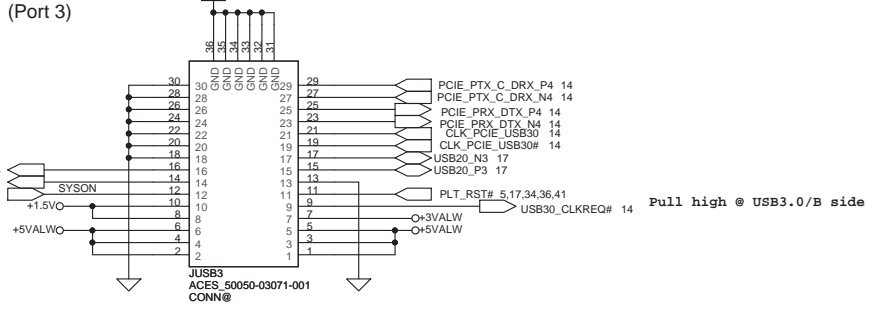 (Port 3)
36 35 34 33 32 31
GND GND GND GND GND GND
30 30 29 29 PCIE_PTX_C_DRX_P4 14
28 28 27 27 PCIE_PTX_C_DRX_N4 14
26 26 25 25 PCIE_PRX_DTX_P4 14
24 24 23 23 PCIE_PRX_DTX_N4 14
22 22 21 21 CLK_PCIE_USB30 14
20 20 19 19 CLK_PCIE_USB30# 14
18 18 17 17 USB20_N3 17
16 16 15 15 USB20_P3 17
14 14 13 13
SYSON 12 12 11 11 PLT_RST# 5,17,34,36,41
+1.5V 10 10 9 9 USB30_CLKREQ# 14 Pull high @ USB3.0/B side
8 8 7 7 +3VALW
+5VALW 6 6 5 5 +5VALW
4 4 3 3
2 2 1 1
JUSB3
ACES_50050-03071-001
CONN@